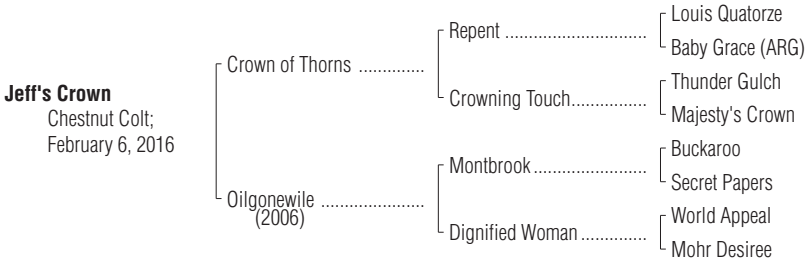 Jeff's Crown
Chestnut Colt;
February 6, 2016
Crown of Thorns ..............
Oilgonewile ......................
(2006)
Repent ..............................
Crowning Touch................
Montbrook ........................
Dignified Woman ..............
Louis Quatorze
Baby Grace (ARG)
Thunder Gulch
Majesty's Crown
Buckaroo
Secret Papers
World Appeal
Mohr Desiree